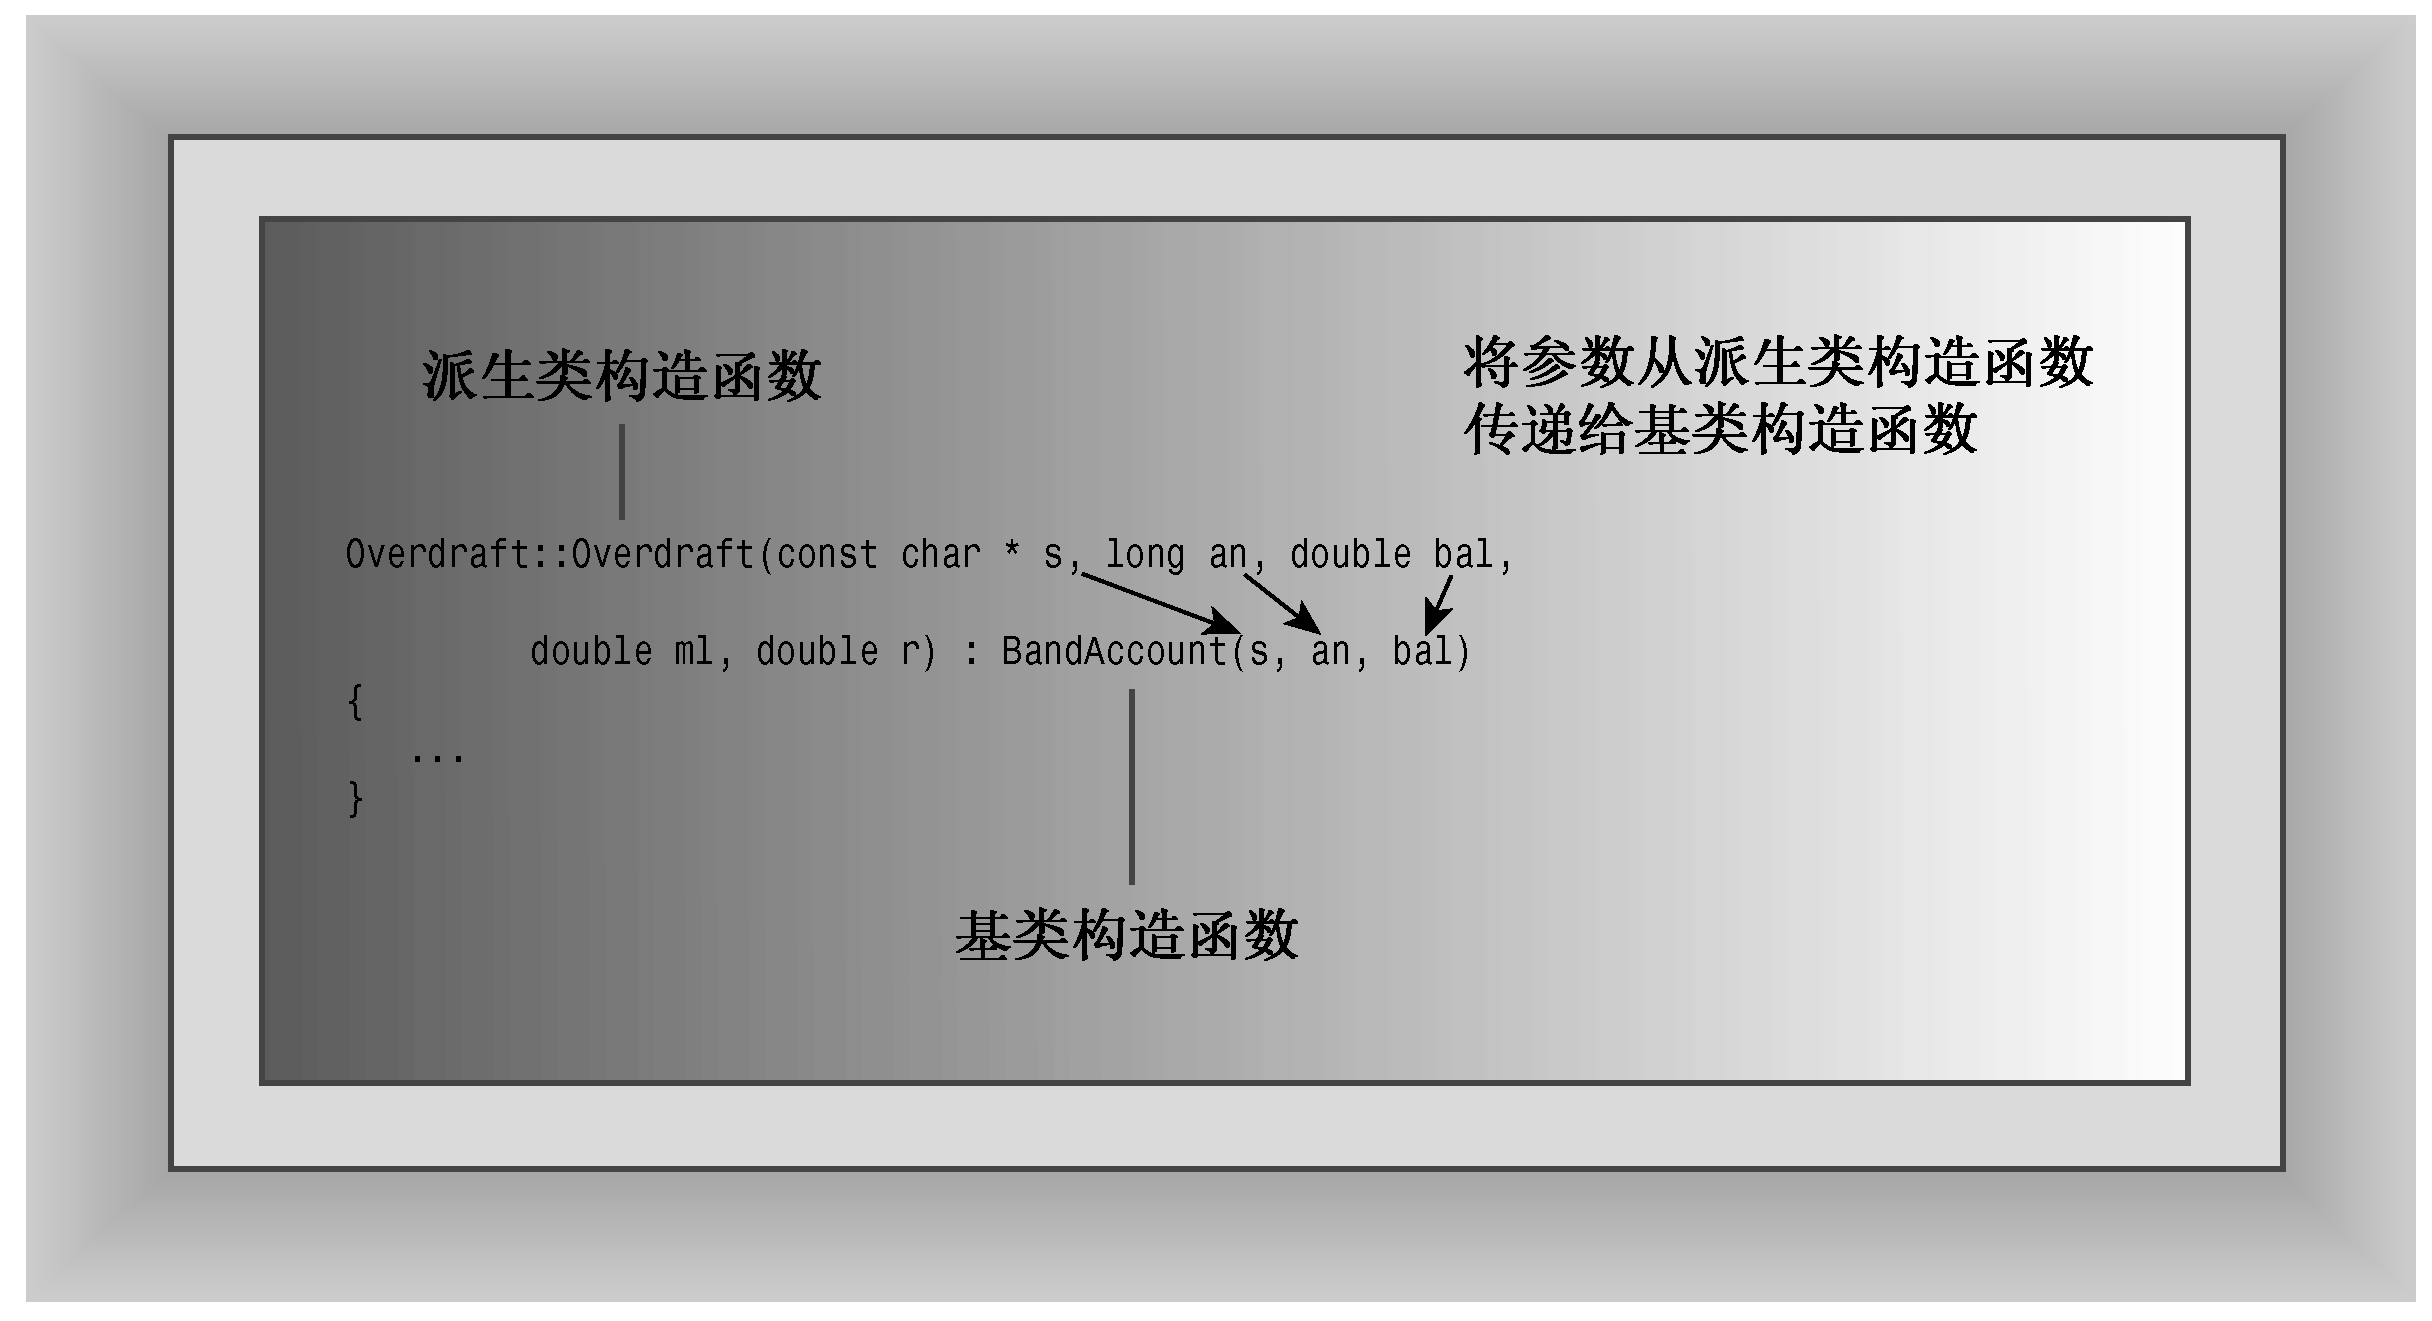 派生类构造函数
将参数从派生类构造函数
传递给基类构造函数
Overdraft::Overdraft(const char * s, long an, double bal,
double ml, double r) : BandAccount(s, an, bal)
{
...
}
基类构造函数